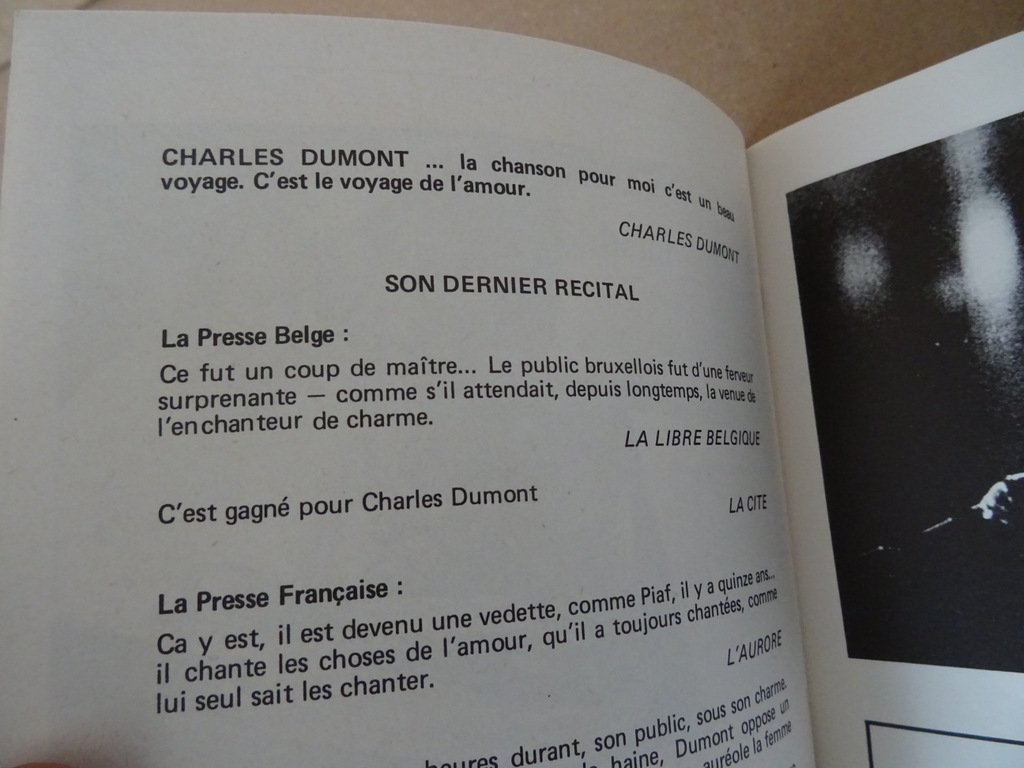 CHARLES DUMONT ... la chanson pour moi c'est un beau
voyage. C'est le voyage de l'amour.
CHARLES DUMONT
SON DERNIER RECITAL
La Presse Belge :
Ce fut un coup de maître... Le public bruxellois fut d'une ferveur
surprenante — comme s'il attendait, depuis longtemps, la venue de
l'enchanteur de charme.
LA LIBRE BELGIQUE
C'est gagné pour Charles Dumont
LA CITE
La Presse Française :
Ca y est, il est devenu une vedette, comme Piaf, il y a quinze ans...
il chante les choses de l'amour, qu'il a toujours chantées, comme
lui seul sait les chanter.
L'AURORE
heures durant, son public, sous son charme.
haine, Dumont oppose un
auréole la femme